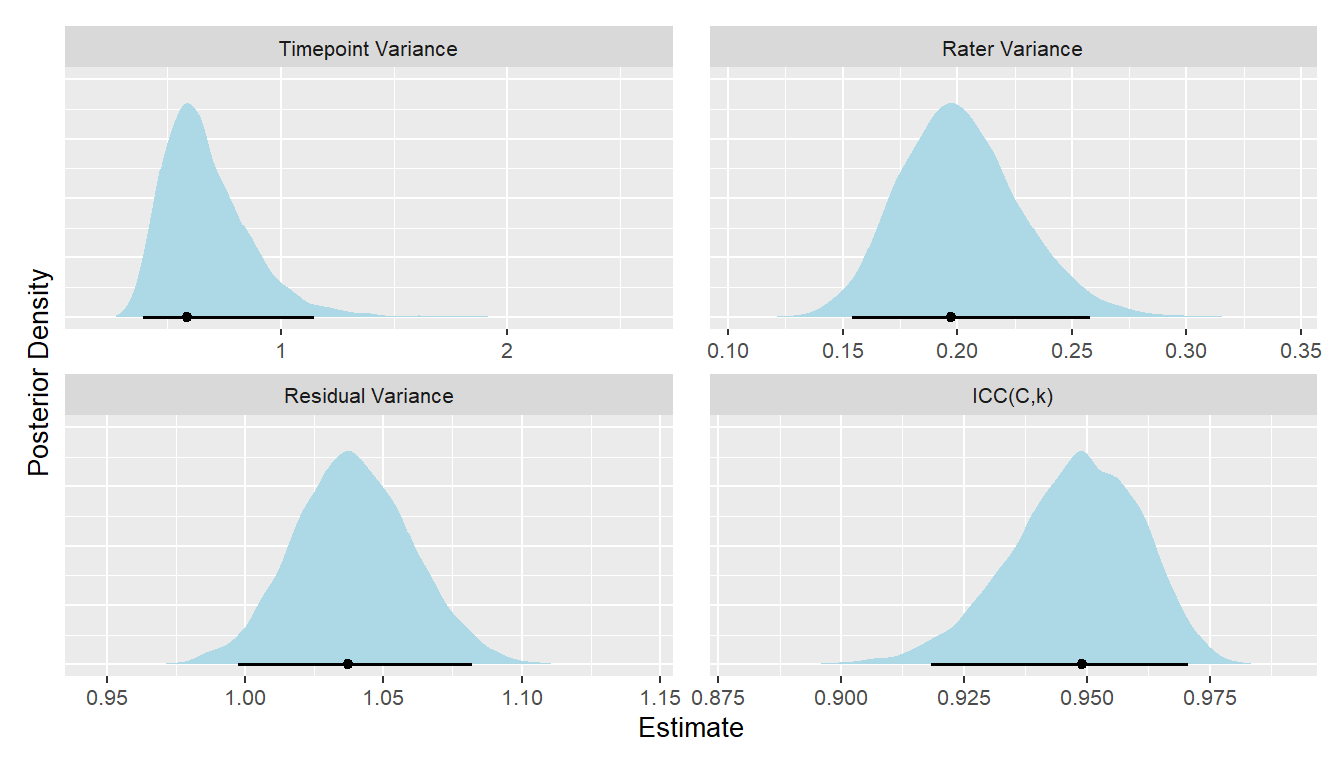 Timepoint Variance
Rater Variance
1 2
0.10 0.15 0.20 0.25 0.30 0.35
Residual Variance
ICC(C,k)
0.95 1.00 1.05 1.10 1.15
0.875 0.900 0.925 0.950 0.975
Posterior Density
Estimate